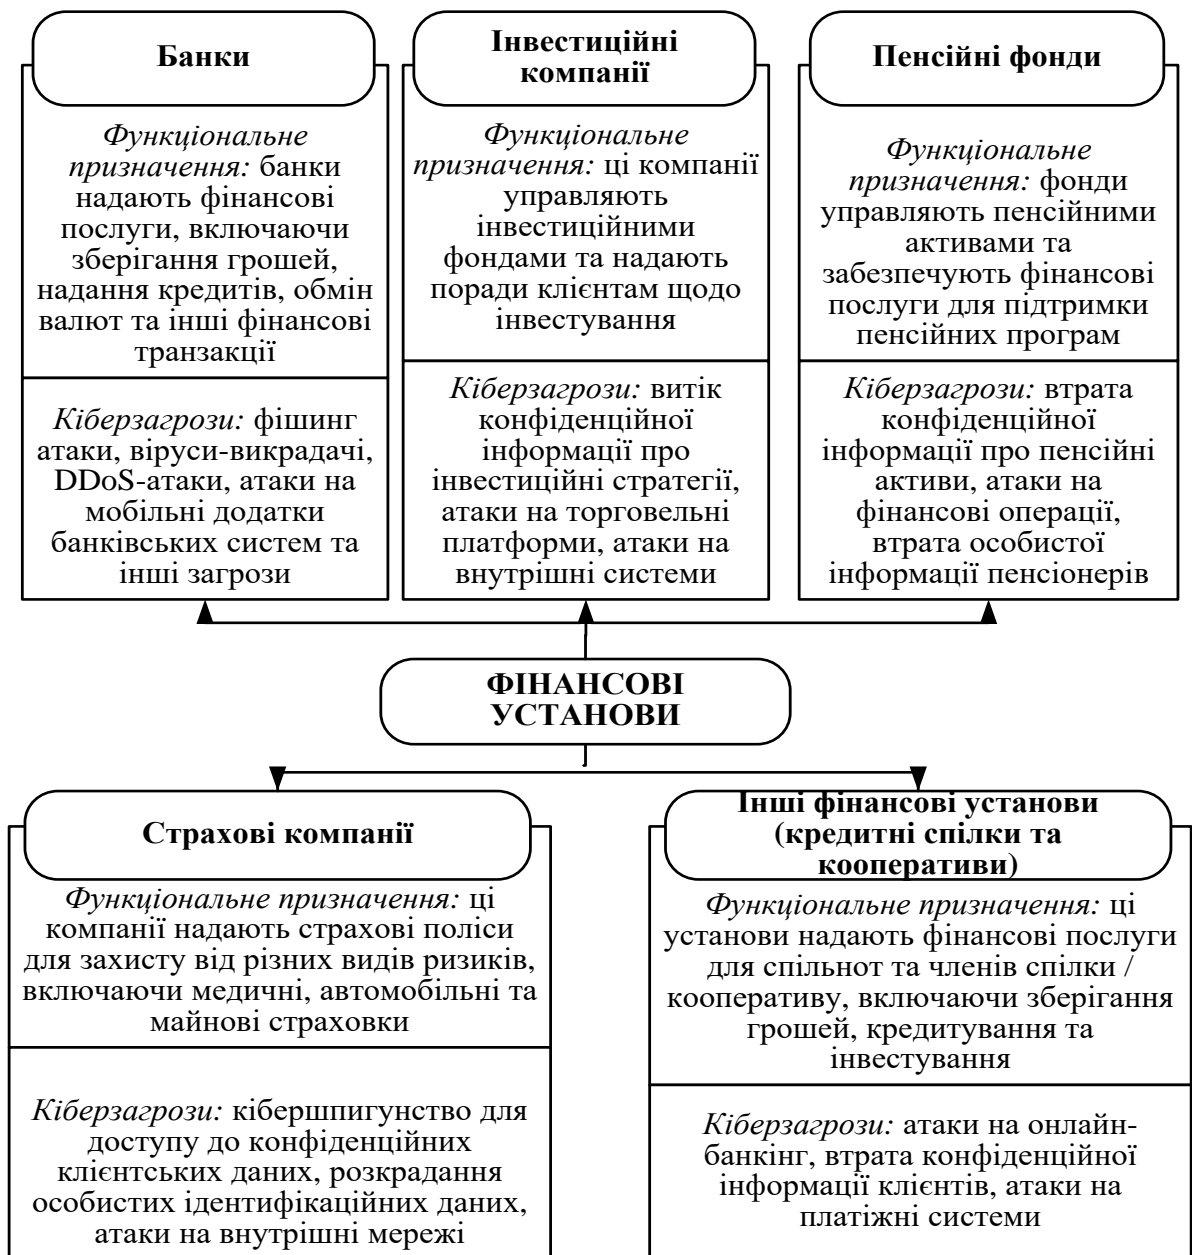 Банки
Функціональне
призначення: банки
надають фінансові
послуги, включаючи
зберігання грошей,
надання кредитів, обмін
валют та інші фінансові
транзакції
Кіберзагрози: фішинг
атаки, віруси-викрадачі,
DDoS-атаки, атаки на
мобільні додатки
банківських систем та
інші загрози
Інвестиційні
компанії
Функціональне
призначення: ці компанії
управляють
інвестиційними
фондами та надають
поради клієнтам щодо
інвестування
Кіберзагрози: витік
конфіденційної
інформації про
інвестиційні стратегії,
атаки на торговельні
платформи, атаки на
внутрішні системи
Пенсійні фонди
Функціональне
призначення: фонди
управляють пенсійними
активами та
забезпечують фінансові
послуги для підтримки
пенсійних програм
Кіберзагрози: втрата
конфіденційної
інформації про пенсійні
активи, атаки на
фінансові операції,
втрата особистої
інформації пенсіонерів
ФІНАНСОВІ
УСТАНОВИ
Страхові компанії
Функціональне призначення: ці
компанії надають страхові поліси
для захисту від різних видів ризиків,
включаючи медичні, автомобільні та
майнові страховки
Кіберзагрози: кібершпигунство для
доступу до конфіденційних
клієнтських даних, розкрадання
особистих ідентифікаційних даних,
атаки на внутрішні мережі
Інші фінансові установи
(кредитні спілки та
кооперативи)
Функціональне призначення: ці
установи надають фінансові послуги
для спільнот та членів спілки /
кооперативу, включаючи зберігання
грошей, кредитування та
інвестування
Кіберзагрози: атаки на онлайн-
банкінг, втрата конфіденційної
інформації клієнтів, атаки на
платіжні системи